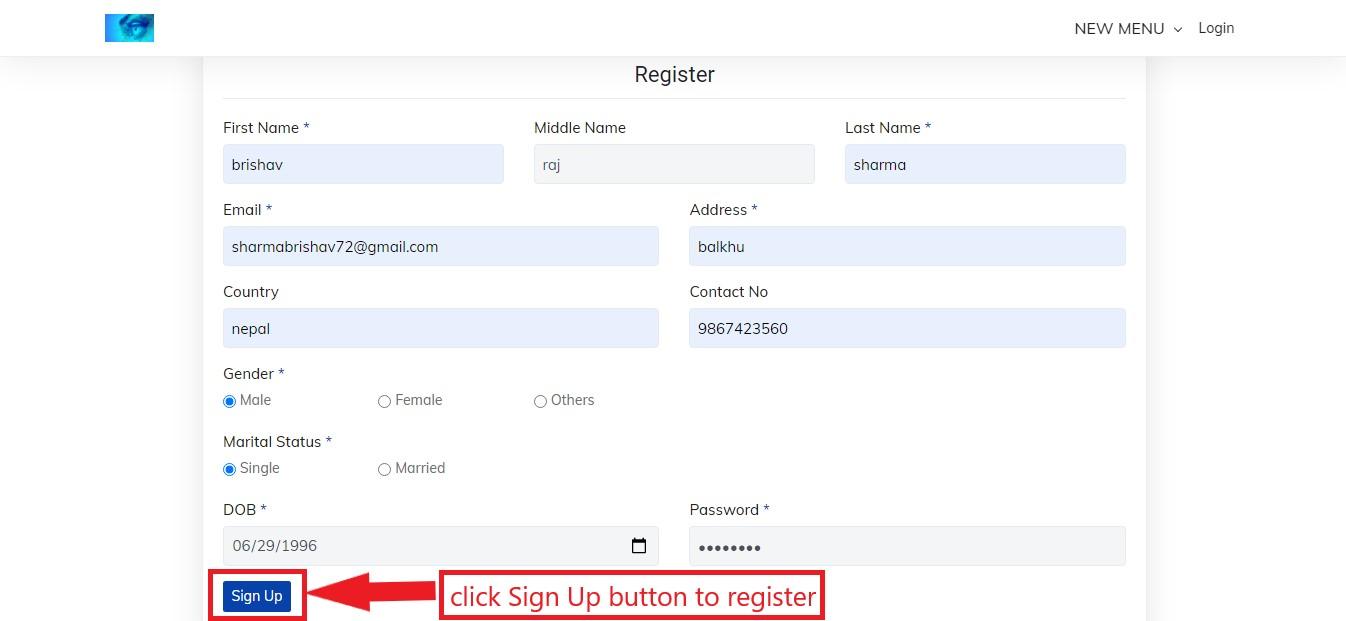 NEW MENU Login
Register
First Name * Middle Name Last Name *
brishav raj sharma
Email * Address *
sharmabrishav72@gmail.com balkhu
Country Contact No
nepal 9867423560
Gender *
Male Female Others
Marital Status *
Single Married
DOB * Password *
06/29/1996 ••••••••
Sign Up click Sign Up button to register